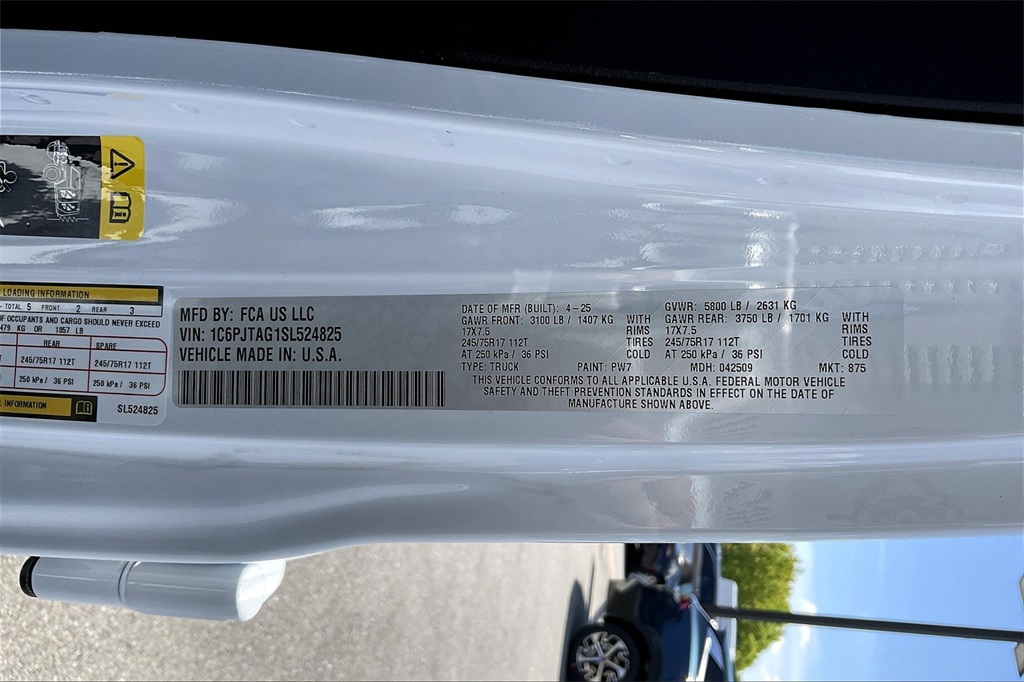 LOADING INFORMATION
TOTAL 5 FRONT 2 REAR 3
OF OCCUPANTS AND CARGO SHOULD NEVER EXCEED
479 KG OR 1057 LB
REAR SPARE
245/75R17 112T 245/75R17 112T
250 kPa / 36 PSI 250 kPa / 36 PSI
INFORMATION
SL524825
MFD BY: FCA US LLC
VIN: 1C6PJTAG1SL524825
VEHICLE MADE IN: U.S.A.
DATE OF MFR (BUILT): 4-25 GVWR: 5800 LB / 2631 KG
GAWR FRONT: 3100 LB / 1407 KG WITH GAWR REAR: 3750 LB / 1701 KG WITH
17X7.5 RIMS 17X7.5 RIMS
245/75R17 112T TIRES 245/75R17 112T TIRES
AT 250 kPa / 36 PSI COLD AT 250 kPa / 36 PSI COLD
TYPE: TRUCK PAINT: PW7 MDH: 042509 MKT: 875
THIS VEHICLE CONFORMS TO ALL APPLICABLE U.S.A. FEDERAL MOTOR VEHICLE
SAFETY AND THEFT PREVENTION STANDARDS IN EFFECT ON THE DATE OF
MANUFACTURE SHOWN ABOVE.